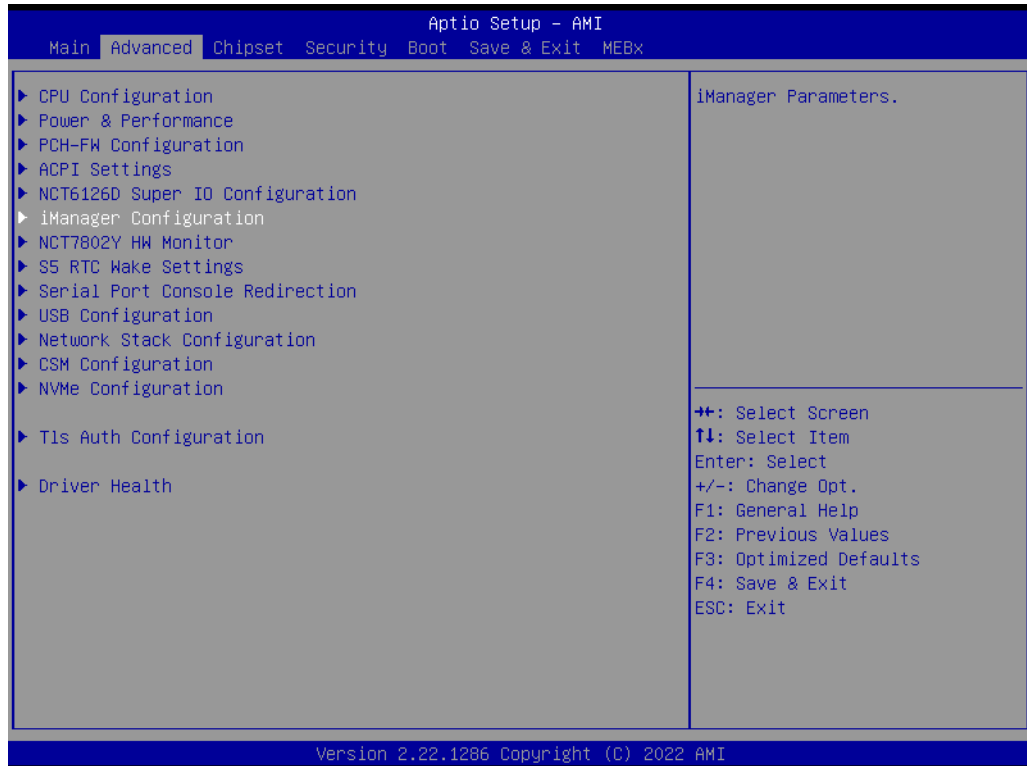 Aptio Setup – AMI
Main Advanced Chipset Security Boot Save & Exit MEBx
CPU Configuration
Power & Performance
PCH-FW Configuration
ACPI Settings
NCT6126D Super IO Configuration
iManager Configuration
NCT7802Y HW Monitor
S5 RTC Wake Settings
Serial Port Console Redirection
USB Configuration
Network Stack Configuration
CSM Configuration
NVMe Configuration
Tls Auth Configuration
Driver Health
iManager Parameters.
→←: Select Screen
↑↓: Select Item
Enter: Select
+/-: Change Opt.
F1: General Help
F2: Previous Values
F3: Optimized Defaults
F4: Save & Exit
ESC: Exit
Version 2.22.1286 Copyright (C) 2022 AMI